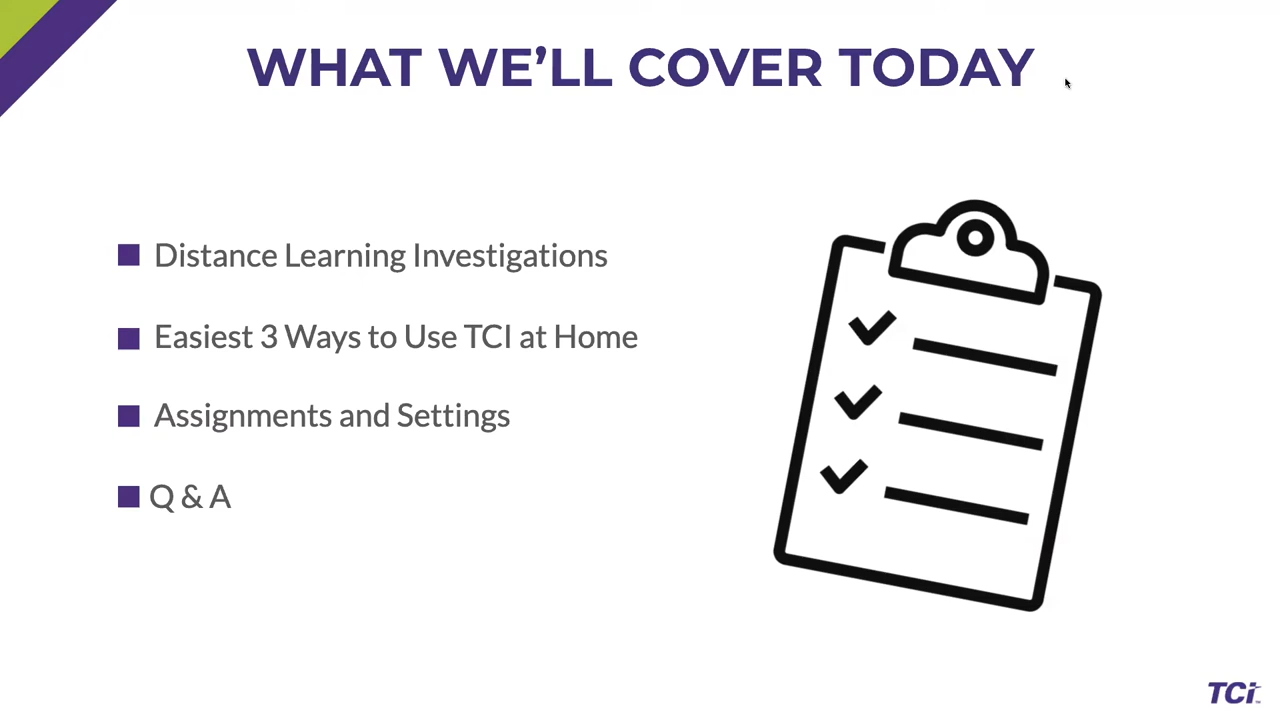 WHAT WE’LL COVER TODAY
Distance Learning Investigations
Easiest 3 Ways to Use TCI at Home
Assignments and Settings
Q & A
TCi